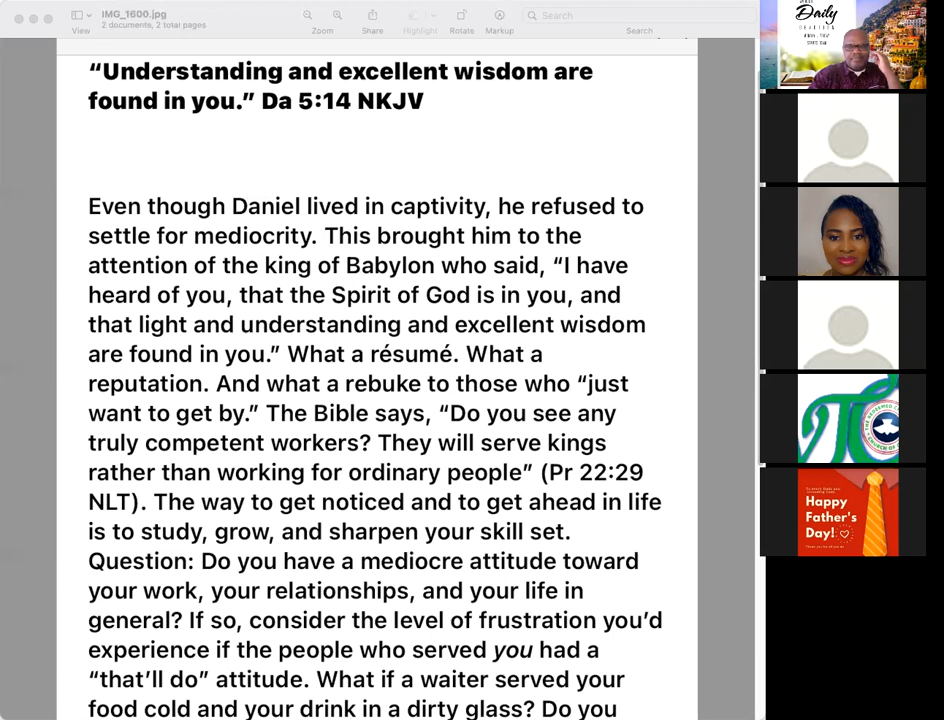 IMG_1600.jpg
2 documents, 2 total pages
View
Zoom
Share
Highlight
Rotate
Markup
Search
Search
“Understanding and excellent wisdom are
found in you.” Da 5:14 NKJV
Even though Daniel lived in captivity, he refused to
settle for mediocrity. This brought him to the
attention of the king of Babylon who said, “I have
heard of you, that the Spirit of God is in you, and
that light and understanding and excellent wisdom
are found in you.” What a résumé. What a
reputation. And what a rebuke to those who “just
want to get by.” The Bible says, “Do you see any
truly competent workers? They will serve kings
rather than working for ordinary people” (Pr 22:29
NLT). The way to get noticed and to get ahead in life
is to study, grow, and sharpen your skill set.
Question: Do you have a mediocre attitude toward
your work, your relationships, and your life in
general? If so, consider the level of frustration you’d
experience if the people who served you had a
“that’ll do” attitude. What if a waiter served your
food cold and your drink in a dirty glass? Do you
Daily
THE REDEEMED
CHURCH OF
Happy
Father's
Day!